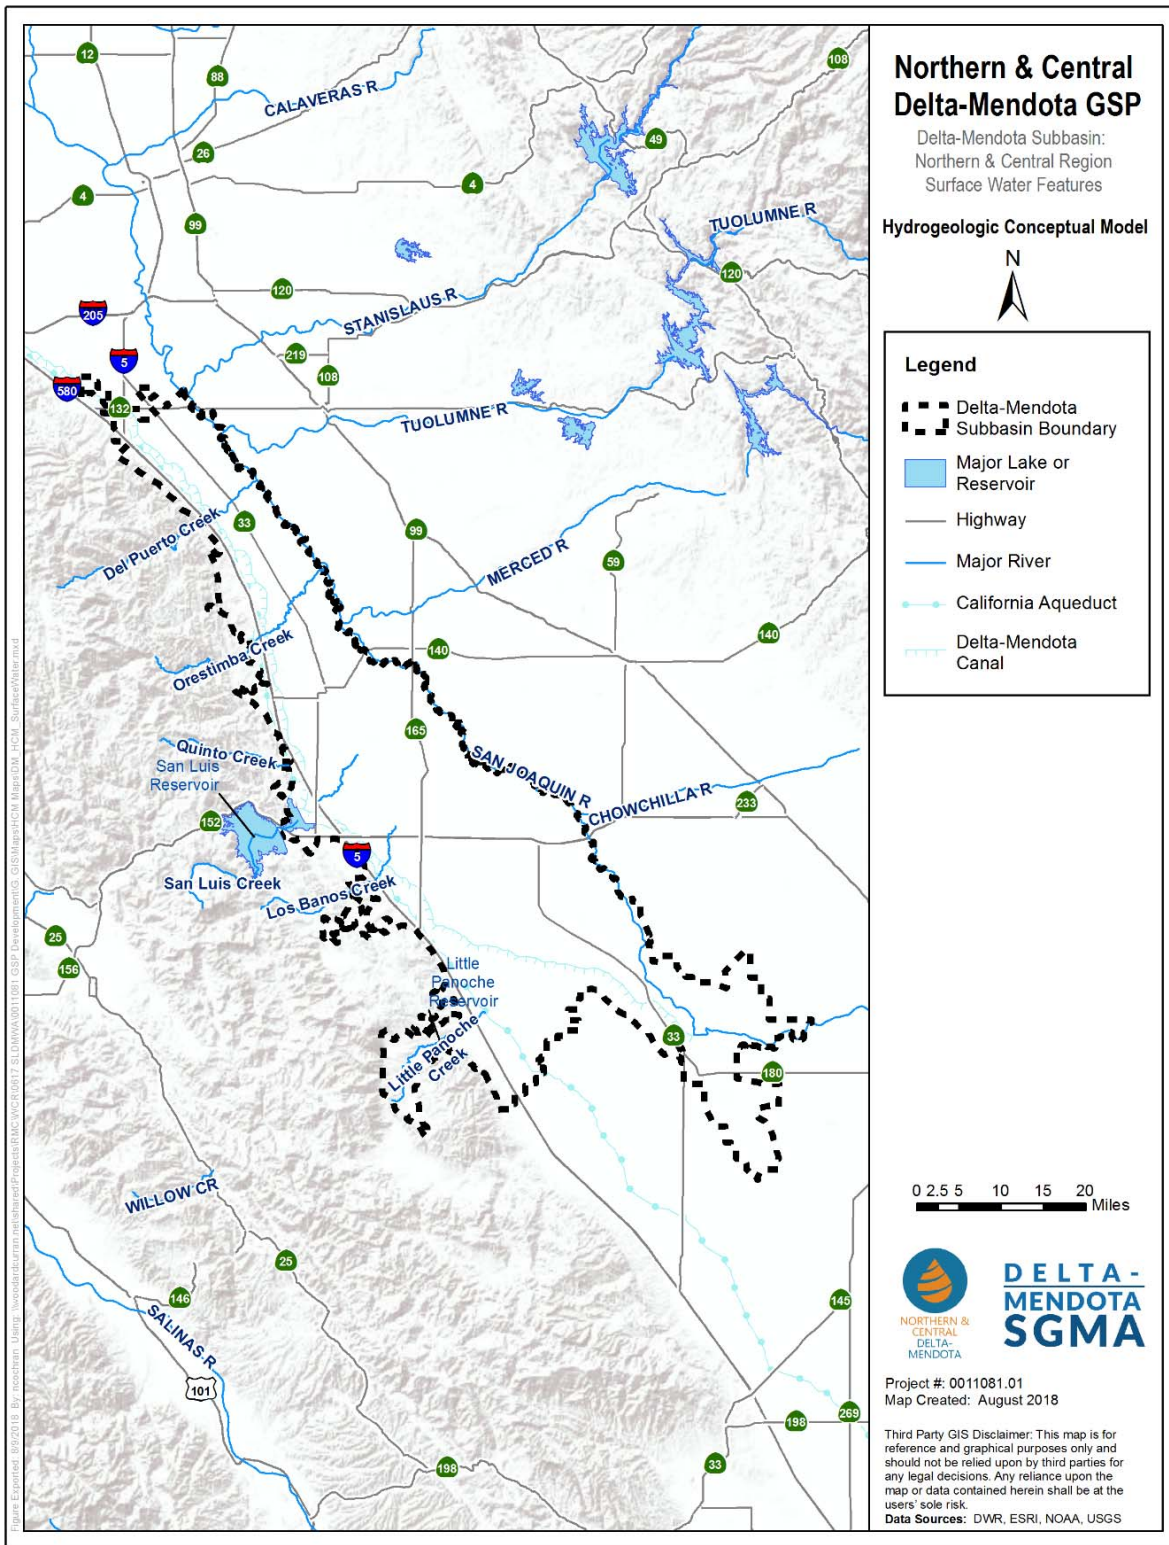 Northern & Central
Delta-Mendota GSP
Delta-Mendota Subbasin:
Northern & Central Region
Surface Water Features
Hydrogeologic Conceptual Model
N
Legend
Delta-Mendota
Subbasin Boundary
Major Lake or
Reservoir
Highway
Major River
California Aqueduct
Delta-Mendota
Canal
0 2.5 5 10 15 20
Miles
NORTHERN &
CENTRAL
DELTA-
MENDOTA
DELTA-
MENDOTA
SGMA
Project #: 0011081.01
Map Created: August 2018
Third Party GIS Disclaimer: This map is for
reference and graphical purposes only and
should not be relied upon by third parties for
any legal decisions. Any reliance upon the
map or data contained herein shall be at the
users' sole risk.
Data Sources: DWR, ESRI, NOAA, USGS
12
88
108
CALAVERAS R
26
49
4
4
99
TUOLUMNE R
120
120
205
STANISLAUS R
5
219
108
580
132
TUOLUMNE R
33
99
Del Puerto Creek
MERCED R
59
Orestimba Creek
140
140
165
Quinto Creek
San Luis
Reservoir
SAN JOAQUIN R
CHOWCHILLA R
233
152
5
San Luis Creek
Los Banos Creek
25
156
Little
Panoche
Reservoir
33
Little Panoche
Creek
180
WILLOW CR
25
146
SALINAS R
101
145
269
198
198
33